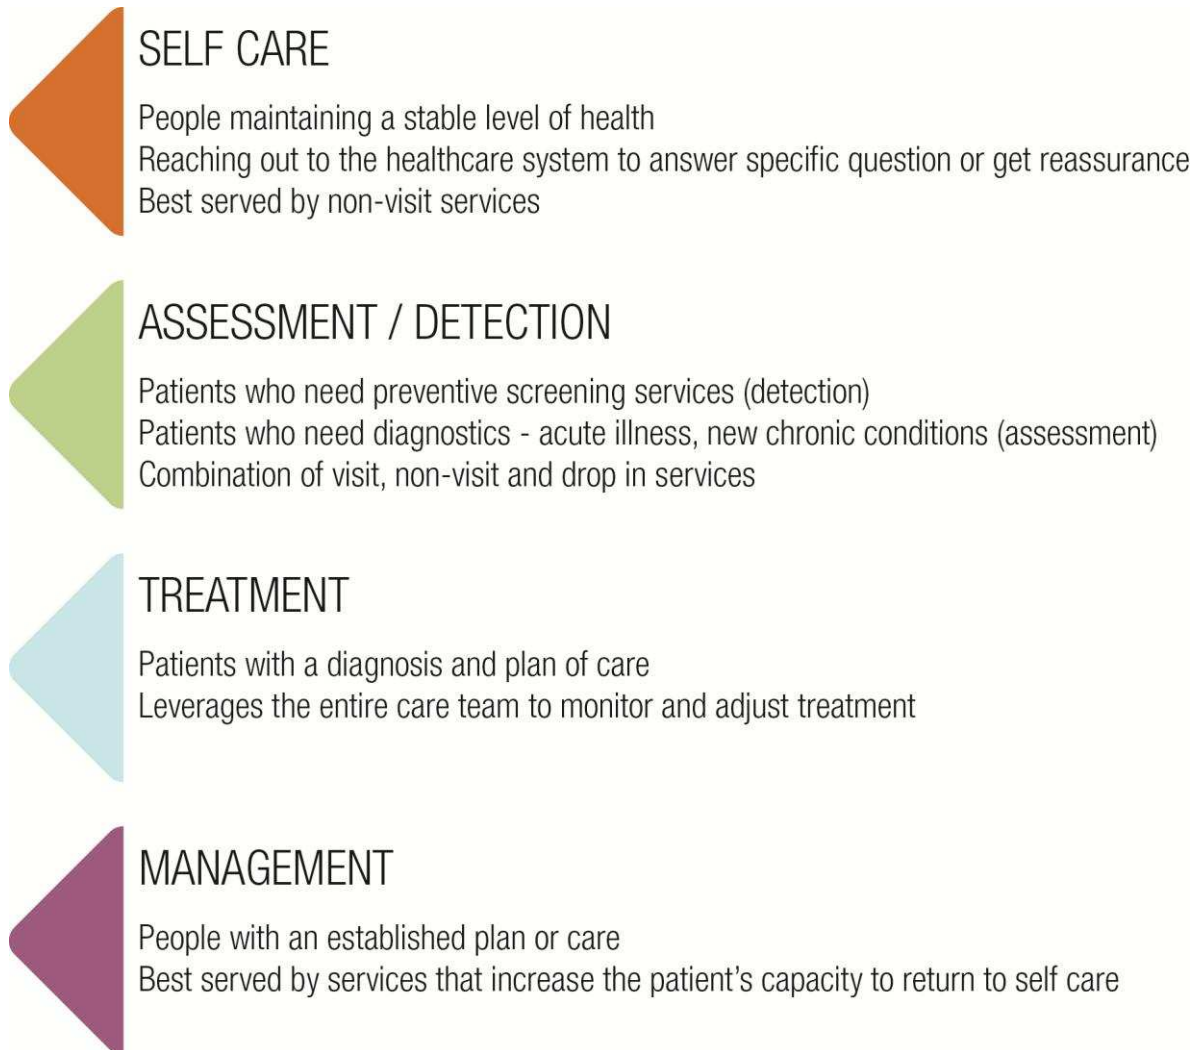 SELF CARE
People maintaining a stable level of health
Reaching out to the healthcare system to answer specific question or get reassurance
Best served by non-visit services
ASSESSMENT / DETECTION
Patients who need preventive screening services (detection)
Patients who need diagnostics - acute illness, new chronic conditions (assessment)
Combination of visit, non-visit and drop in services
TREATMENT
Patients with a diagnosis and plan of care
Leverages the entire care team to monitor and adjust treatment
MANAGEMENT
People with an established plan or care
Best served by services that increase the patient’s capacity to return to self care